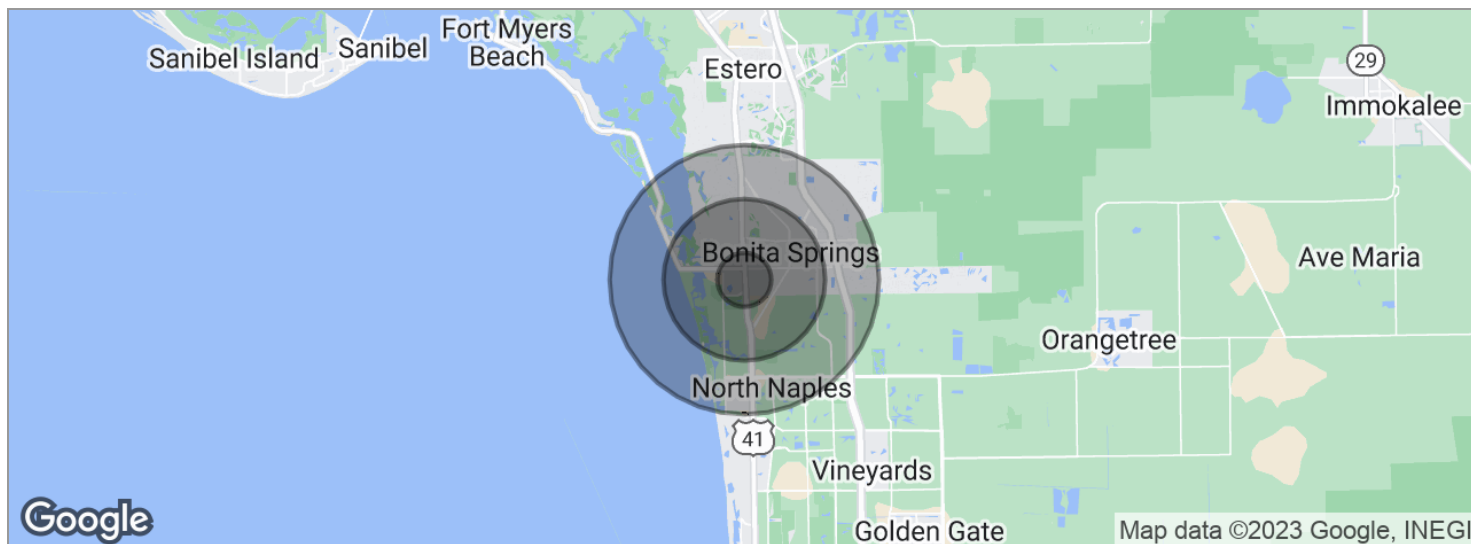 Fort Myers
Beach
Sanibel Island
Sanibel
Estero
29
Immokalee
Bonita Springs
Ave Maria
Orangetree
North Naples
41
Vineyards
Golden Gate
Google
Map data ©2023 Google, INEGI